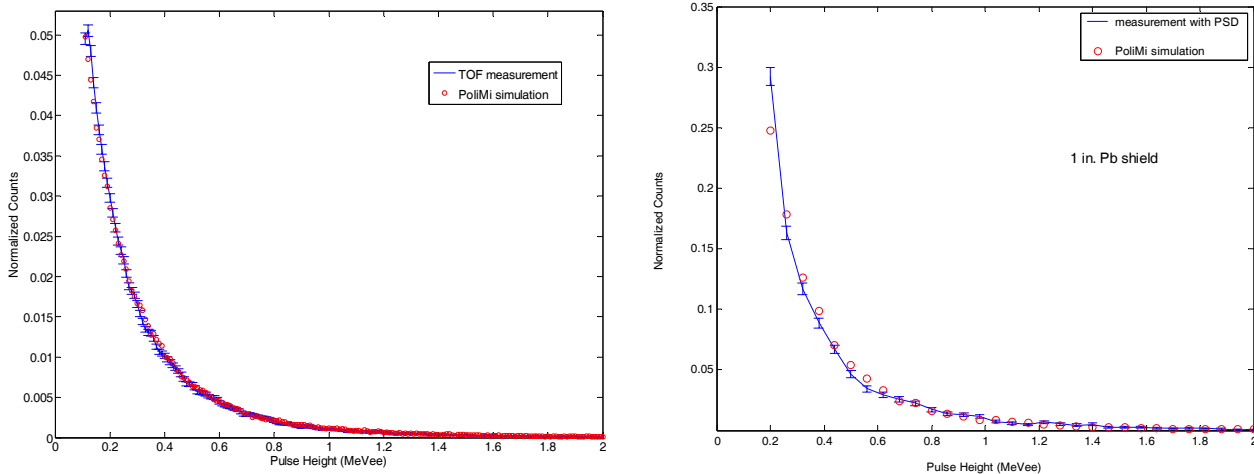 0.05
0.045
0.04
0.035
0.03
0.025
0.02
0.015
0.01
0.005
0
Normalized Counts
TOF measurement
PoliMi simulation
0 0.2 0.4 0.6 0.8 1 1.2 1.4 1.6 1.8 2
Pulse Height (MeVee)
measurement with PSD
PoliMi simulation
1 in. Pb shield
0.3
0.25
0.2
0.15
0.1
0.05
Normalized Counts
0 0.2 0.4 0.6 0.8 1 1.2 1.4 1.6 1.8 2
Pulse Height (MeVee)